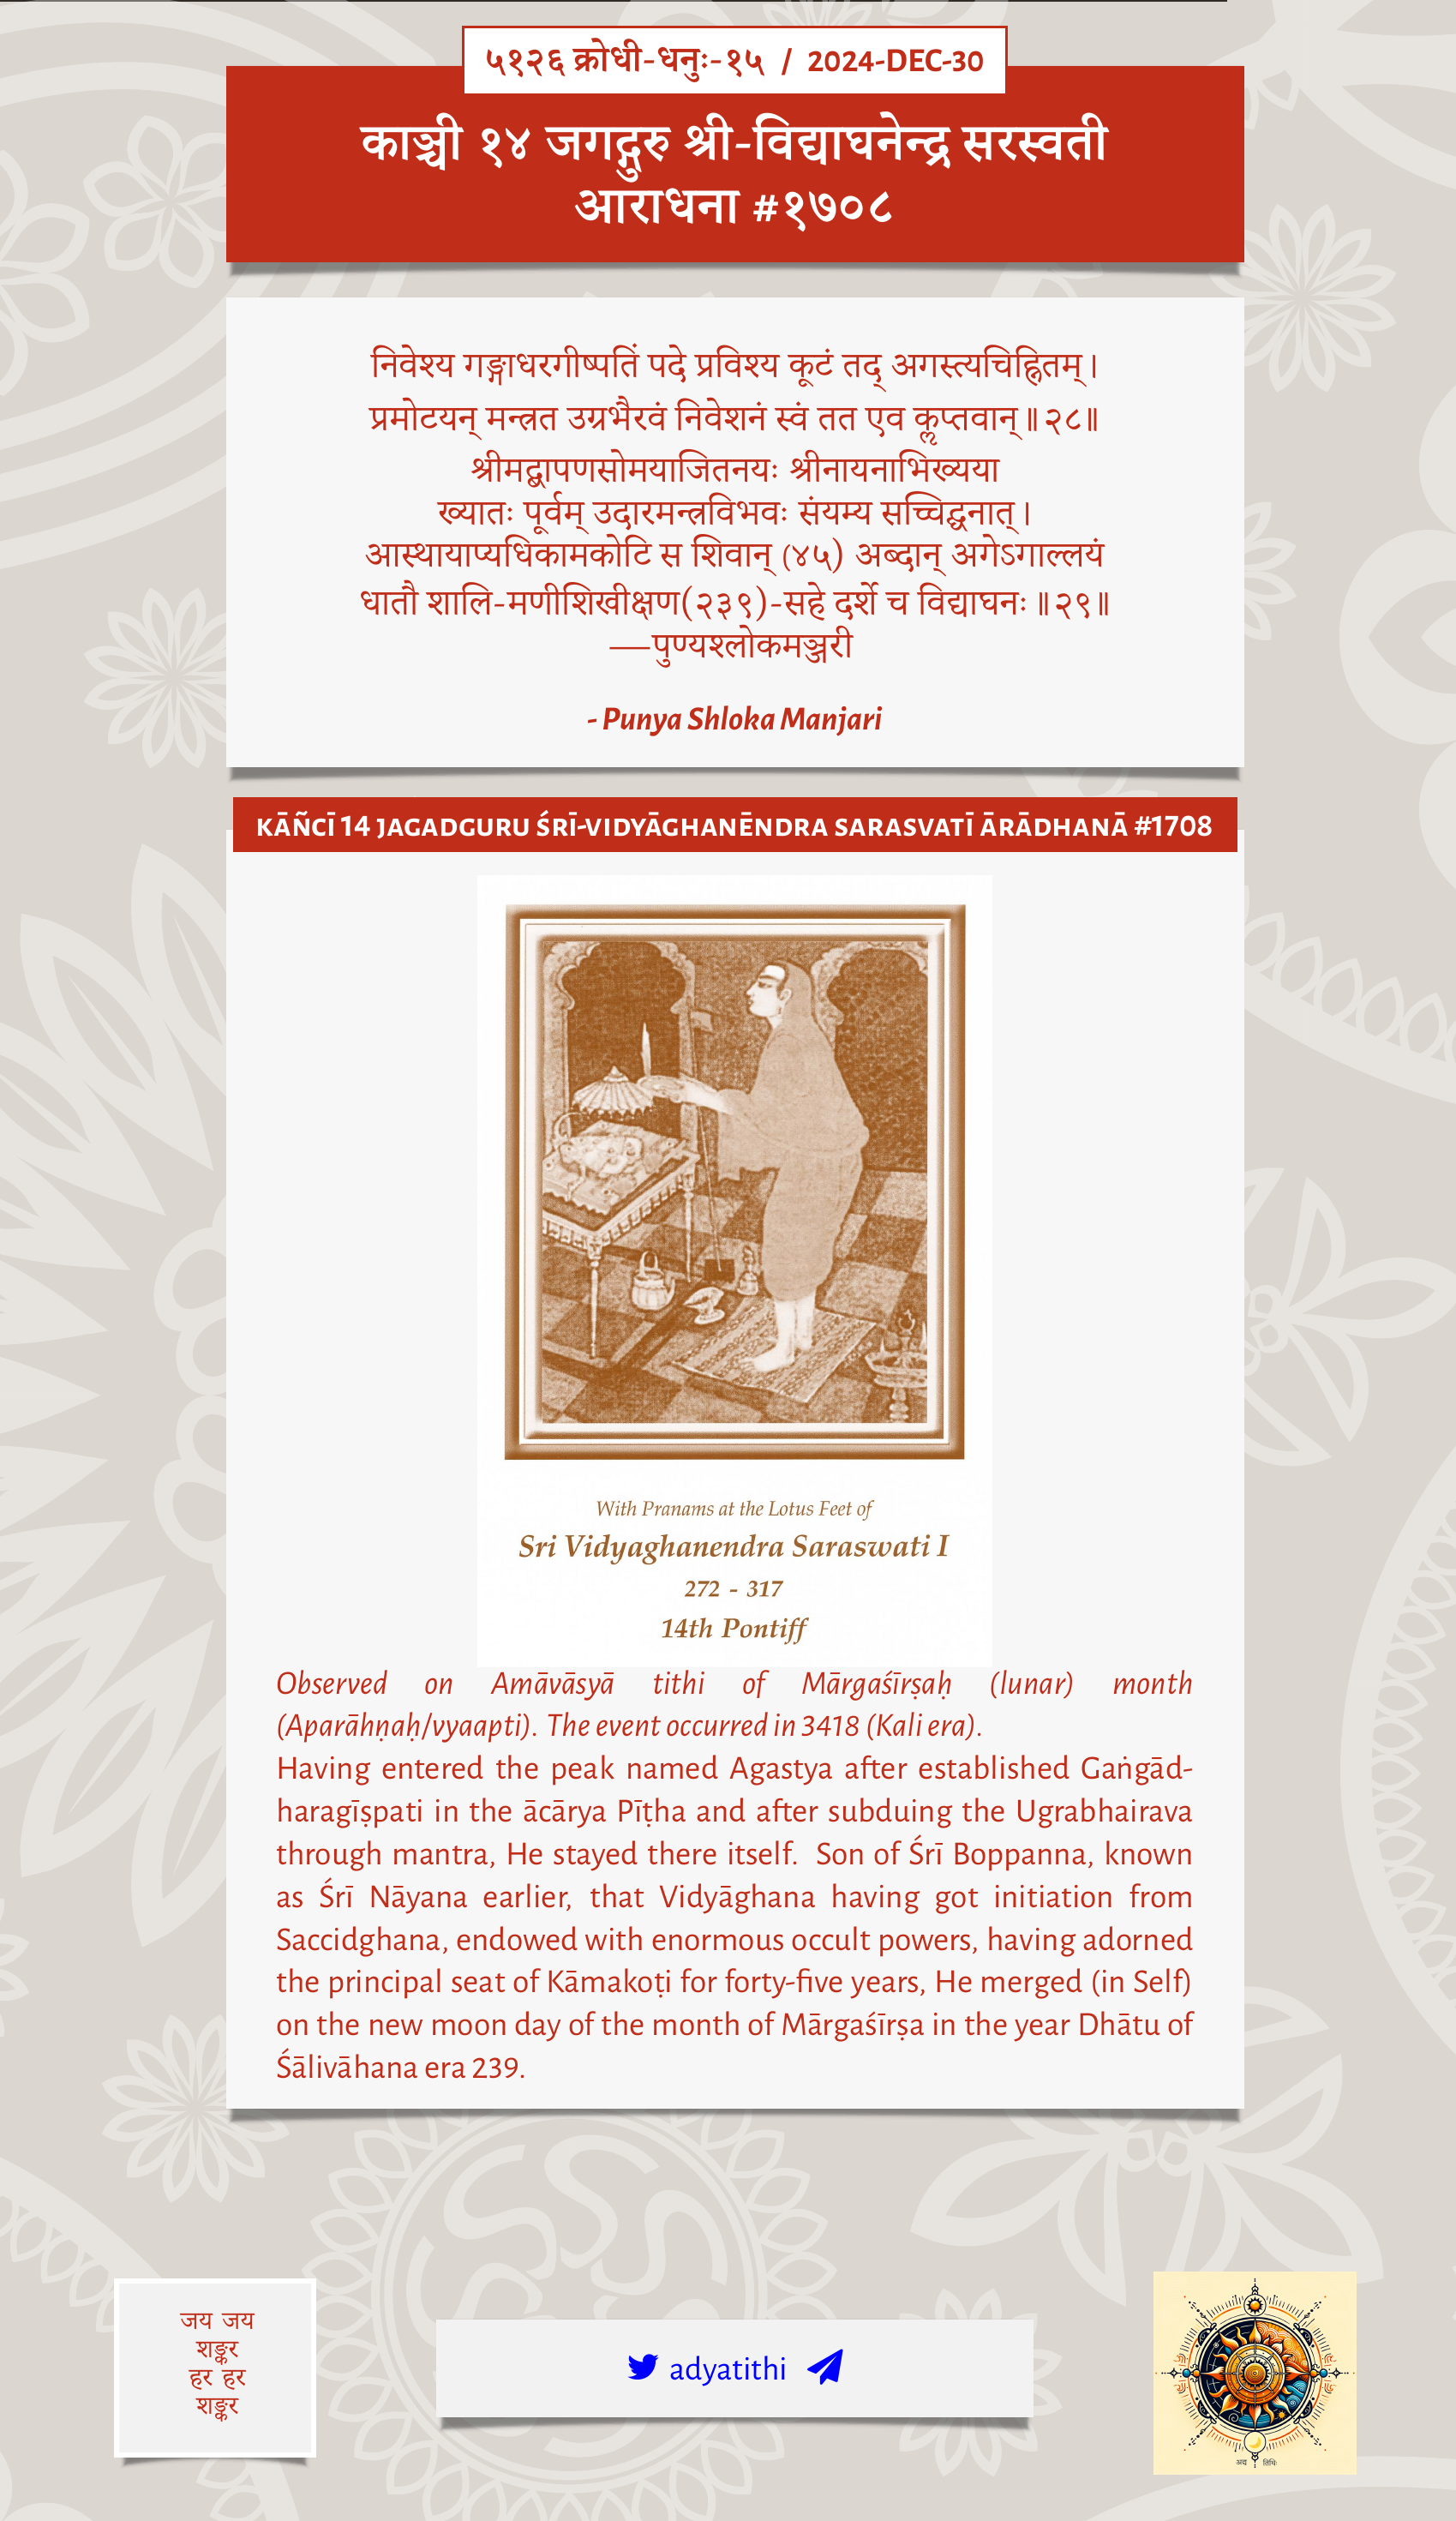 ५१२६ क्रोधी-धनुः-१५ / 2024-DEC-30
काञ्ची १४ जगद्गुरु श्री-विद्याघनेन्द्र सरस्वती
आराधना #१७०८
निवेश्य गङ्गाधरगीष्पतिं पदे प्रविश्य कूटं तद् अगस्त्यचिह्नितम्।
प्रमोटयन् मन्त्रत उग्रभैरवं निवेशनं स्वं तत एव कॢप्तवान्॥२८॥
श्रीमद्बापणसोमयाजितनयः श्रीनायनाभिख्यया
ख्यातः पूर्वम् उदारमन्त्रविभवः संयम्य सच्चिद्घनात्।
आस्थायाप्यधिकामकोटि स शिवान् (४५) अब्दान् अगेऽगाल्लयं
धातौ शालि-मणीशिखीक्षण(२३९)-सहे दर्शे च विद्याघनः॥२९॥
—पुण्यश्लोकमञ्जरी
- Punya Shloka Manjari
KĀÑCĪ 14 JAGADGURU ŚRĪ-VIDYĀGHANĒNDRA SARASVATĪ ĀRĀDHANĀ #1708
With Pranams at the Lotus Feet of
Sri Vidyaghanendra Saraswati I
272 - 317
14th Pontiff
Observed on Amāvāsyā tithi of Mārgaśīrṣaḥ (lunar) month
(Aparāhṇaḥ/vyaapti). The event occurred in 3418 (Kali era).
Having entered the peak named Agastya after established Gaṅgād-
haragīṣpati in the ācārya Pīṭha and after subduing the Ugrabhairava
through mantra, He stayed there itself. Son of Śrī Boppanna, known
as Śrī Nāyana earlier, that Vidyāghana having got initiation from
Saccidghana, endowed with enormous occult powers, having adorned
the principal seat of Kāmakoṭi for forty-five years, He merged (in Self)
on the new moon day of the month of Mārgaśīrṣa in the year Dhātu of
Śālivāhana era 239.
जय जय
शङ्कर
हर हर
शङ्कर
adyatithi
अद्य तिथिः